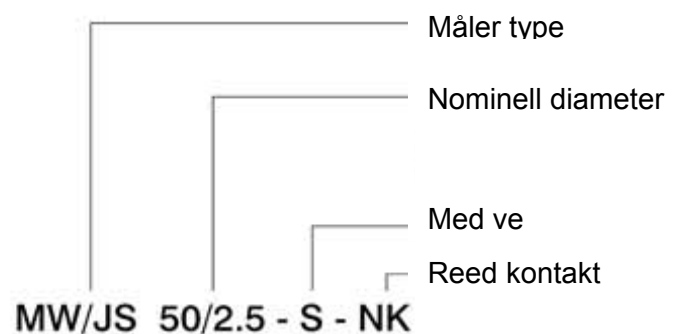 Måler type
Nominell diameter
Med ve
Reed kontakt
MW/JS 50/2.5 - S - NK